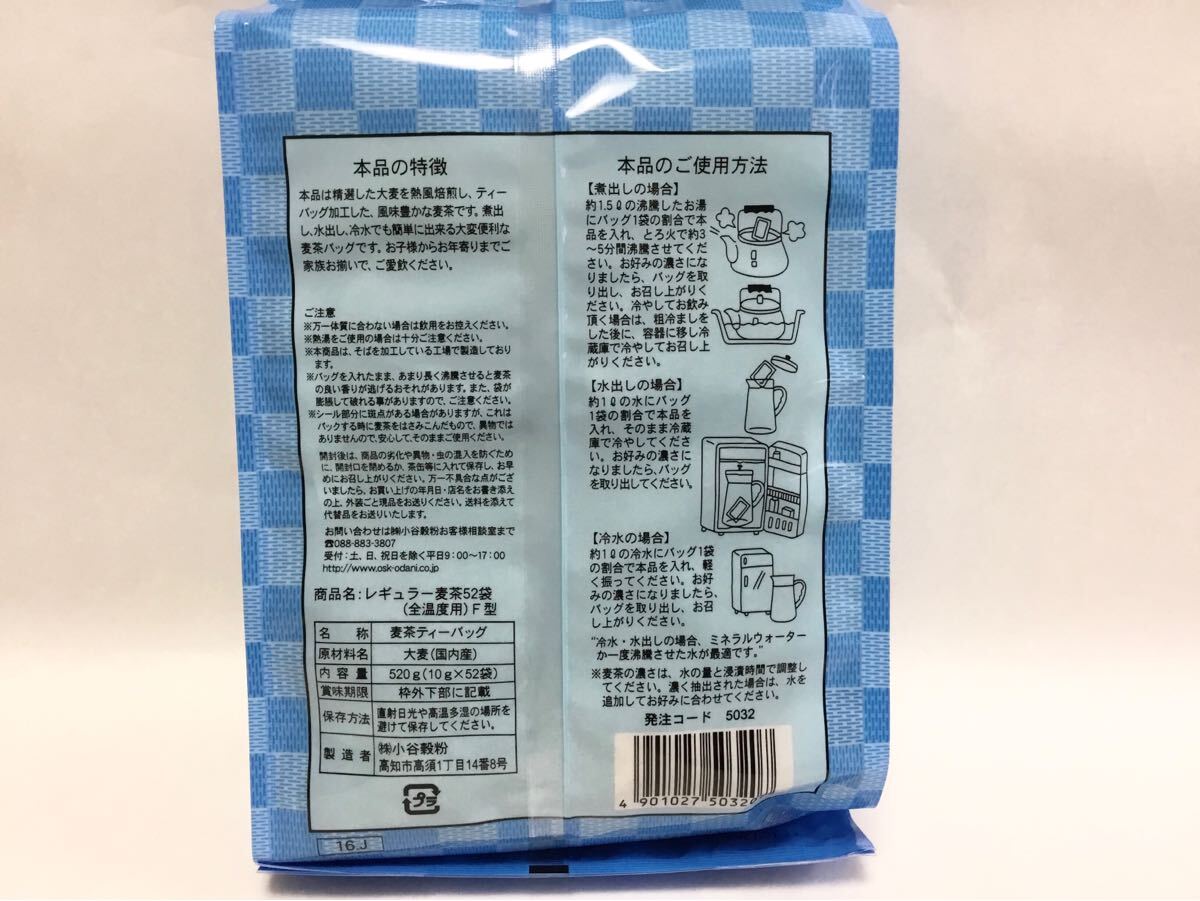 本品の特徴
本品は精選した大麦を熱風焙煎し、ティー
バッグ加工した、風味豊かな麦茶です。煮出
し、水出し、冷水でも簡単に出来る大変便利な
麦茶バッグです。お子様からお年寄りまでご
家族お揃いで、ご愛飲ください。
ご注意
※万一体質に合わない場合は飲用をお控えください。
※熱湯をご使用の場合は十分ご注意ください。
※本商品は、そばを加工している工場で製造しており
ます。
※バッグを入れたまま、あまり長く沸騰させると麦茶
の良い香りが逃げるおそれがあります。また、袋が
膨張して破れる事がありますので、ご注意ください。
※シール部分に斑点がある場合がありますが、これは
パックする時に麦茶をはさみこんだもので、異物では
ありませんので、安心して、そのままご使用ください。
開封後は、商品の劣化や異物・虫の混入を防ぐため
に、開封口を閉めるか、茶缶等に入れて保存し、お早
めにお召し上がりください。万一不具合な点がござ
いましたら、お買い上げの年月日・店名をお書き添え
の上、外装ごと現品をお送りください。送料を添えて
代替品をお送りいたします。
お問い合わせは㈱小谷穀粉お客様相談室まで
☎088-883-3807
受付:土、日、祝日を除く平日9:00〜17:00
http://www.osk-odani.co.jp
商品名:レギュラー麦茶52袋
(全温度用)F型
名 称 麦茶ティーバッグ
原材料名 大麦(国内産)
内容量 520g(10g×52袋)
賞味期限 枠外下部に記載
保存方法 直射日光や高温多湿の場所を
避けて保存してください。
製造者 ㈱小谷穀粉
高知市高須1丁目14番8号
プラ
16.J
本品のご使用方法
【煮出しの場合】
約1.5ℓの沸騰したお湯
にバッグ1袋の割合で本
品を入れ、とろ火で約3
〜5分間沸騰させてくだ
さい。お好みの濃さにな
りましたら、バッグを取
り出し、お召し上がりく
ださい。冷やしてお飲み
頂く場合は、粗冷ましを
した後に、容器に移し冷
蔵庫で冷やしてお召し上
がりください。
【水出しの場合】
約1ℓの水にバッグ
1袋の割合で本品を
入れ、そのまま冷蔵
庫で冷やしてくださ
い。お好みの濃さに
なりましたら、バッグ
を取り出してください。
【冷水の場合】
約1ℓの冷水にバッグ1袋
の割合で本品を入れ、軽
く振ってください。お好
みの濃さになりましたら、
バッグを取り出し、お召
し上がりください。
"冷水・水出しの場合、ミネラルウォーター
か一度沸騰させた水が最適です。"
※麦茶の濃さは、水の量と浸漬時間で調整し
てください。濃く抽出された場合は、水を
追加してお好みに合わせてください。
発注コード 5032
4 901027 50320